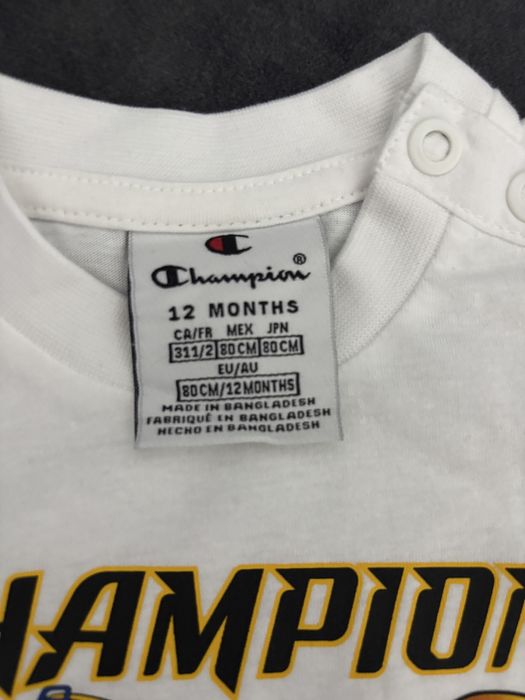 Champion®
12 MONTHS
CA/FR MEX JPN
311/2 80CM 80CM
EU/AU
80CM/12MONTHS
MADE IN BANGLADESH
FABRIQUÉ EN BANGLADESH
HECHO EN BANGLADESH
HAMPION